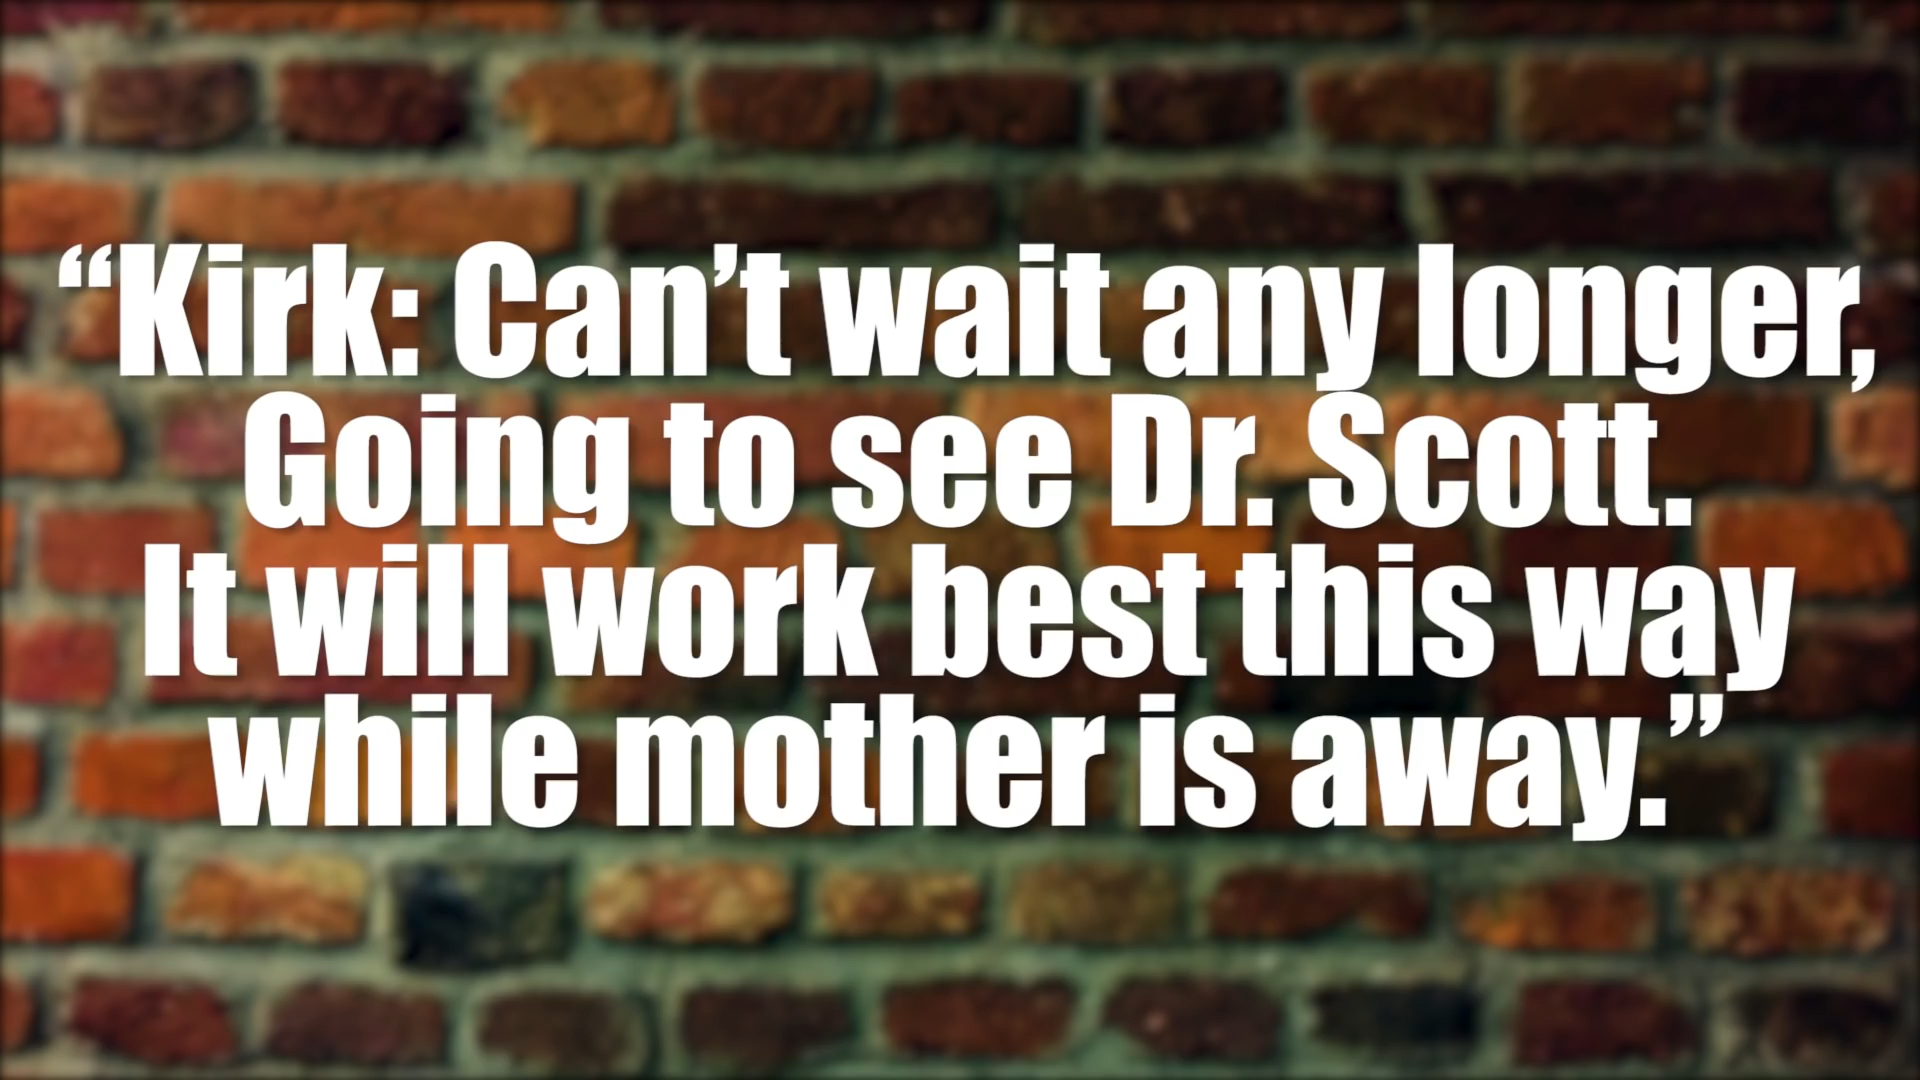 “Kirk: Can’t wait any longer,
Going to see Dr. Scott.
It will work best this way
while mother is away.”